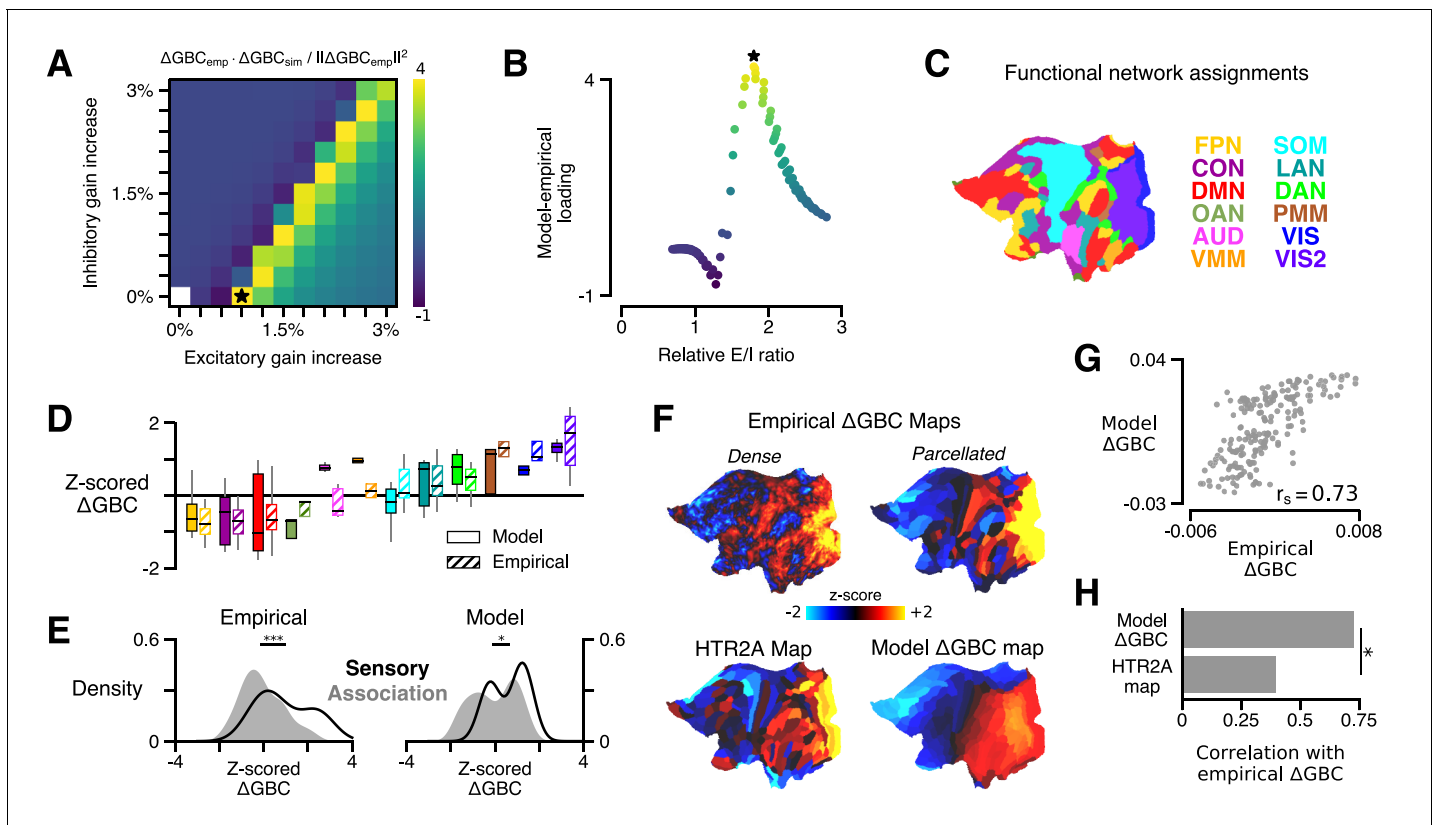 A
ΔGBCemp · ΔGBCsim / ||ΔGBCemp||²
4
-1
3%
1.5%
0%
Inhibitory gain increase
0%
1.5%
3%
Excitatory gain increase
B
4
-1
Model-empirical
loading
0
1
2
3
Relative E/I ratio
C
Functional network assignments
FPN
SOM
CON
LAN
DMN
DAN
OAN
PMM
AUD
VIS
VMM
VIS2
D
2
0
-2
Z-scored
ΔGBC
Model
Empirical
E
Empirical
Model
0.6
***
*
0.6
Sensory
Association
Density
0
0
-4
4
-4
4
Z-scored
ΔGBC
Z-scored
ΔGBC
F
Empirical ΔGBC Maps
Dense
Parcellated
z-score
-2
+2
HTR2A Map
Model ΔGBC map
G
0.04
Model
ΔGBC
-0.03
rs = 0.73
-0.006
0.008
Empirical
ΔGBC
H
Model
ΔGBC
HTR2A
map
*
0
0.25
0.5
0.75
Correlation with
empirical ΔGBC